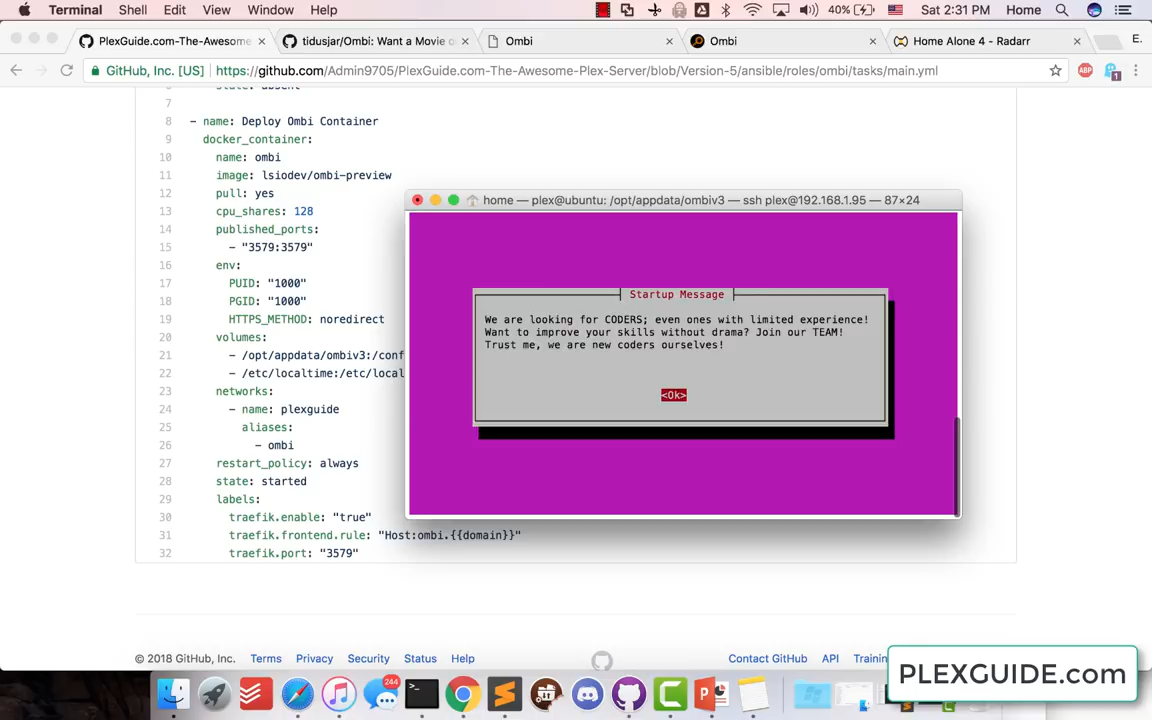 Terminal Shell Edit View Window Help 40% Sat 2:31 PM Home
PlexGuide.com-The-Awesome
tidusjar/Ombi: Want a Movie o
Ombi
Ombi
Home Alone 4 - Radarr
E.
GitHub, Inc. [US] https://github.com/Admin9705/PlexGuide.com-The-Awesome-Plex-Server/blob/Version-5/ansible/roles/ombi/tasks/main.yml
ABP
1
7
8 - name: Deploy Ombi Container
9 docker_container:
10 name: ombi
11 image: lsiodev/ombi-preview
12 pull: yes
13 cpu_shares: 128
14 published_ports:
15 - "3579:3579"
16 env:
17 PUID: "1000"
18 PGID: "1000"
19 HTTPS_METHOD: noredirect
20 volumes:
21 - /opt/appdata/ombiv3:/conf
22 - /etc/localtime:/etc/local
23 networks:
24 - name: plexguide
25 aliases:
26 - ombi
27 restart_policy: always
28 state: started
29 labels:
30 traefik.enable: "true"
31 traefik.frontend.rule: "Host:ombi.{{domain}}"
32 traefik.port: "3579"
home — plex@ubuntu: /opt/appdata/ombiv3 — ssh plex@192.168.1.95 — 87×24
Startup Message
We are looking for CODERS; even ones with limited experience!
Want to improve your skills without drama? Join our TEAM!
Trust me, we are new coders ourselves!
<Ok>
© 2018 GitHub, Inc. Terms Privacy Security Status Help
Contact GitHub API Trainin
244
PLEXGUIDE.com